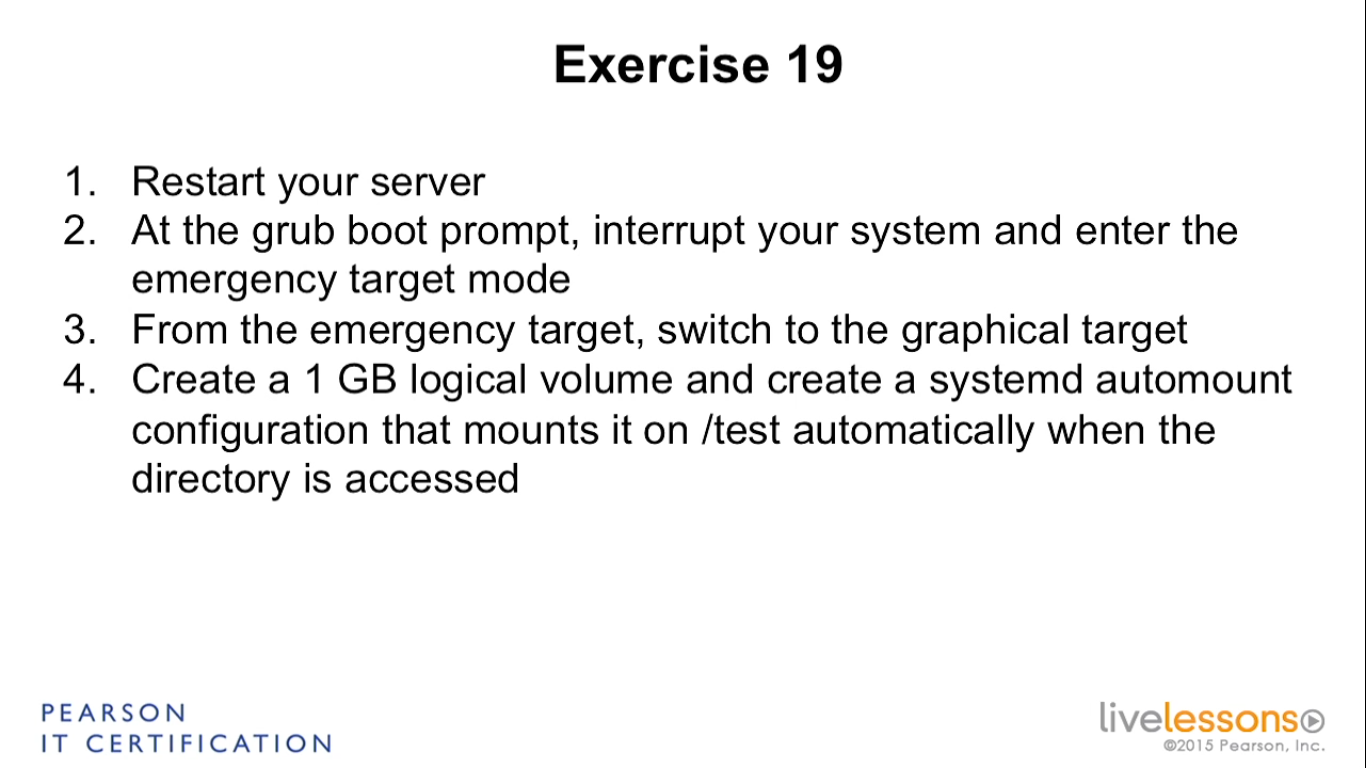 Exercise 19
1. Restart your server
2. At the grub boot prompt, interrupt your system and enter the
emergency target mode
3. From the emergency target, switch to the graphical target
4. Create a 1 GB logical volume and create a systemd automount
configuration that mounts it on /test automatically when the
directory is accessed
PEARSON
IT CERTIFICATION
livelessons
©2015 Pearson, Inc.